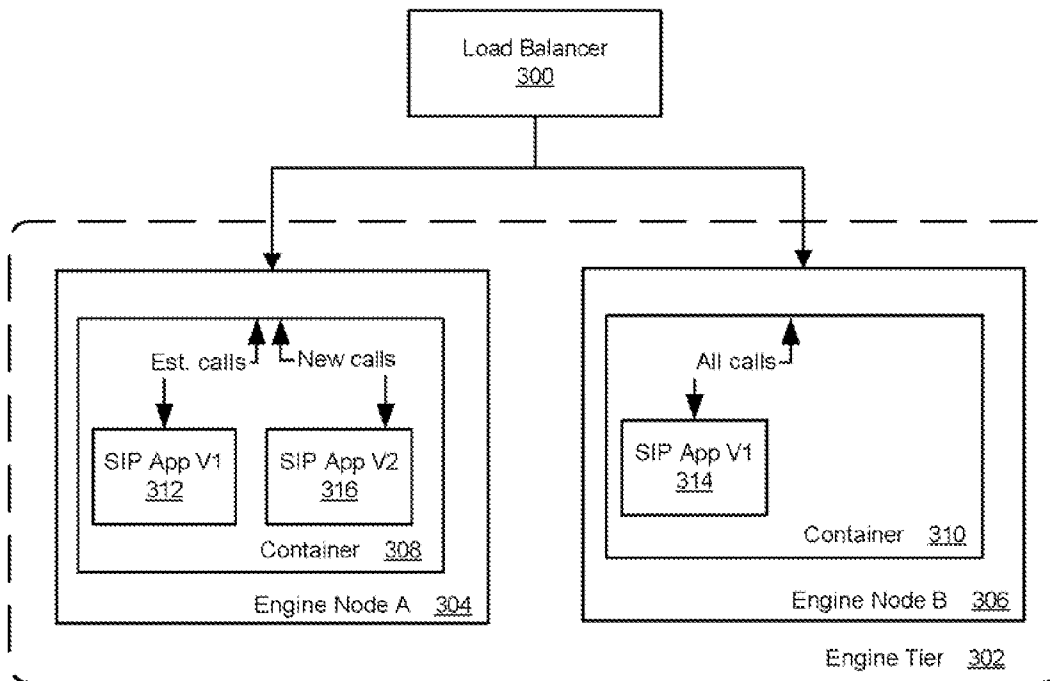 Load Balancer
300
Est. calls
New calls
All calls
SIP App V1
312
SIP App V2
316
SIP App V1
314
Container 308
Container 310
Engine Node A 304
Engine Node B 306
Engine Tier 302